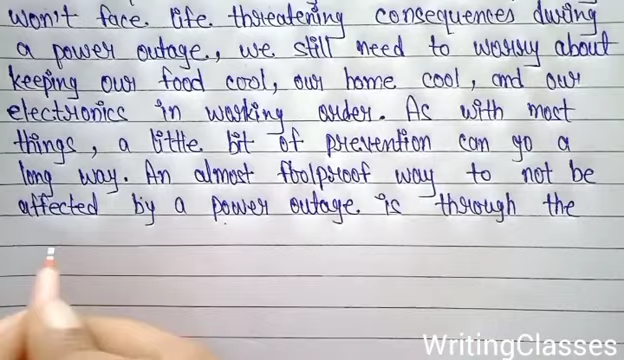 won't face. life threatening consequences during
a power outage, we still need to worry about
keeping our food cool, our home cool, and our
electronics in working order. As with most
things, a little bit of prevention can go a
long way. An almost foolproof way to not be
affected by a power outage is through the
WritingClasses